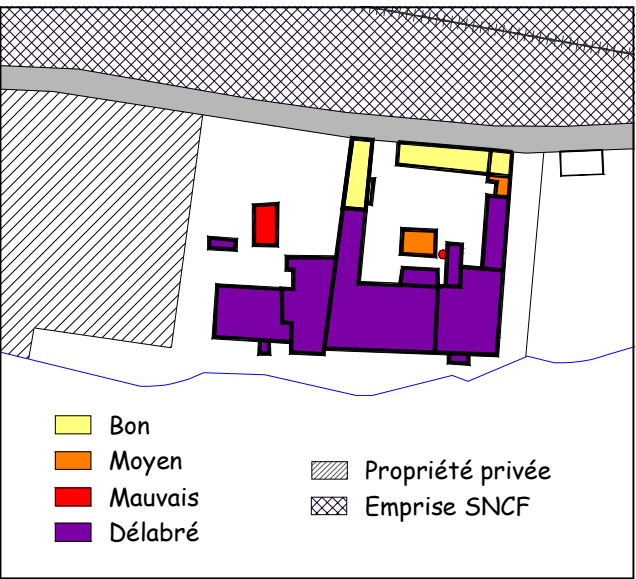 Bon
Moyen
Mauvais
Délabré
Propriété privée
Emprise SNCF